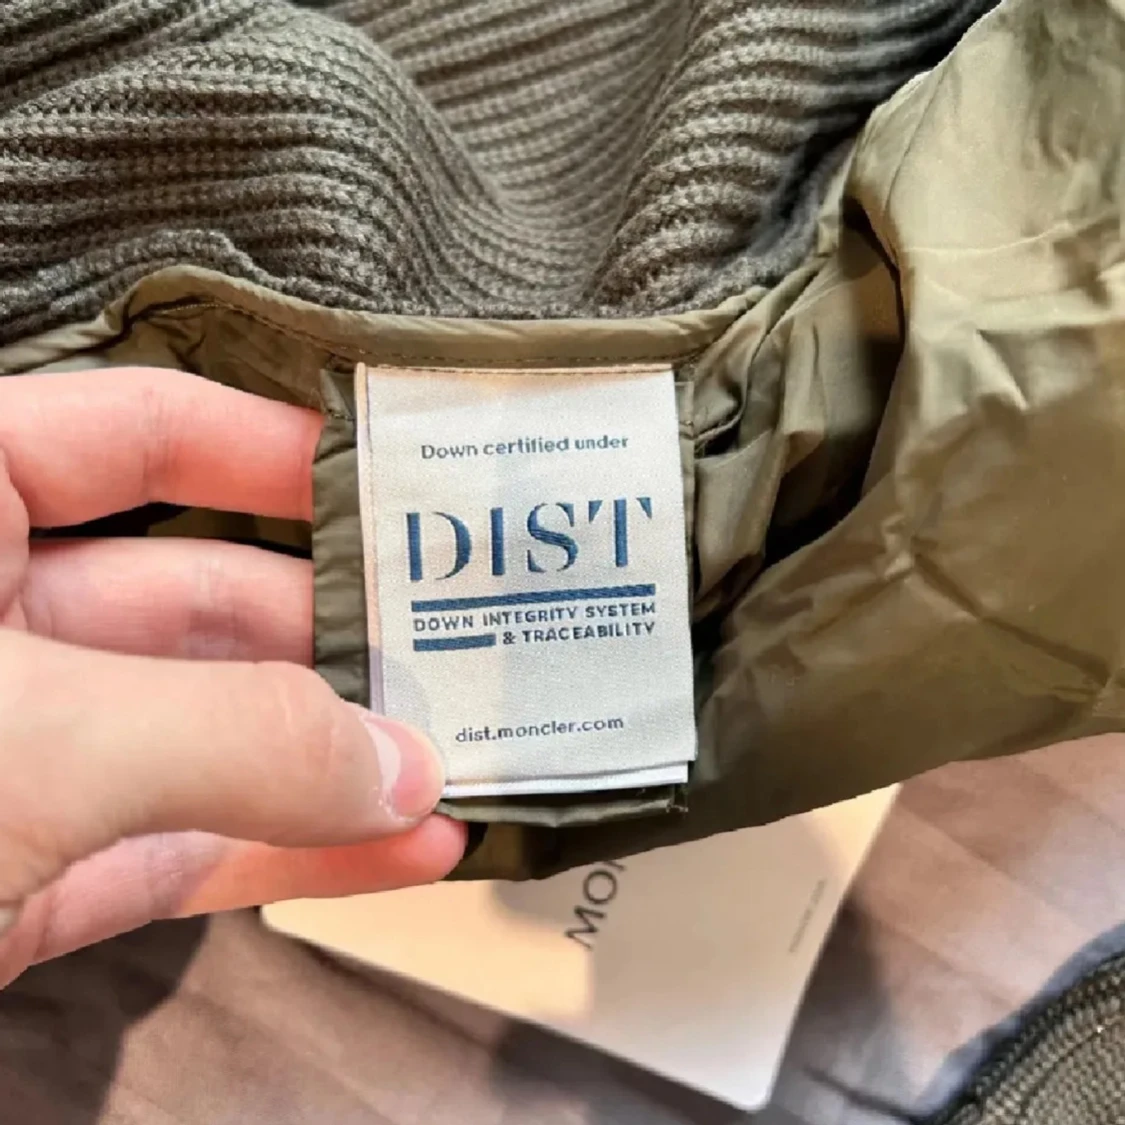 Down certified under
DIST
DOWN INTEGRITY SYSTEM
& TRACEABILITY
dist.moncler.com